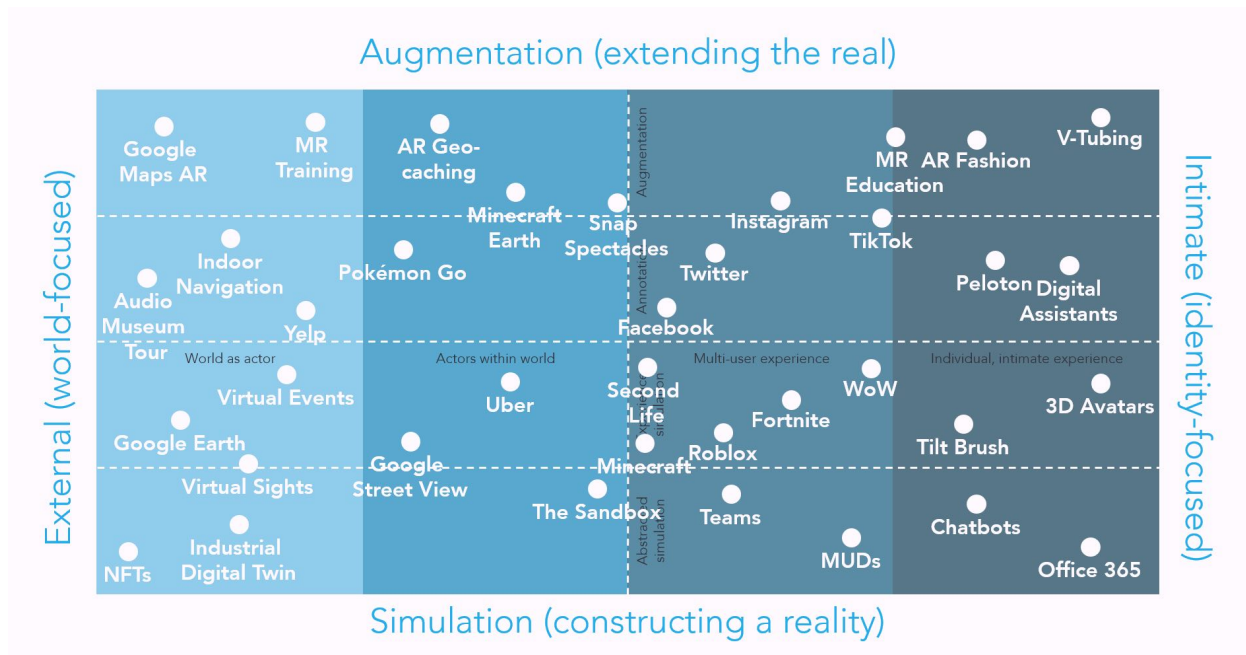 Augmentation (extending the real)
External (world-focused)
Intimate (identity-focused)
Google
Maps AR
MR
Training
AR Geo-
caching
Minecraft
Earth
Snap
Spectacles
Augmentation
Instagram
MR
Education
AR Fashion
V-Tubing
TikTok
Indoor
Navigation
Audio
Museum
Tour
Yelp
Pokémon Go
Annotation
Twitter
Facebook
Peloton
Digital
Assistants
World as actor
Actors within world
Multi-user experience
Individual, intimate experience
Virtual Events
Google Earth
Virtual Sights
Uber
Google
Street View
Second
Life
simulation
Minecraft
Roblox
Fortnite
WoW
Tilt Brush
3D Avatars
NFTs
Industrial
Digital Twin
The Sandbox
Abstracted
simulation
Teams
MUDs
Chatbots
Office 365
Simulation (constructing a reality)